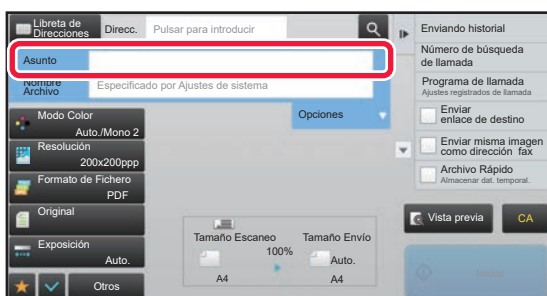 Libreta de
Direcciones
Direcc.
Pulsar para introducir
Asunto
Nombre
Archivo
Especificado por Ajustes de sistema
Opciones
Modo Color
Auto./Mono 2
Resolución
200x200ppp
Formato de Fichero
PDF
Original
Exposición
Auto.
Otros
Tamaño Escaneo
100%
A4
Tamaño Envío
Auto.
A4
Enviando historial
Número de búsqueda
de llamada
Programa de llamada
Ajustes registrados de llamada
Enviar
enlace de destino
Enviar misma imagen
como dirección fax
Archivo Rápido
Almacenar dat. temporal.
Vista previa
CA